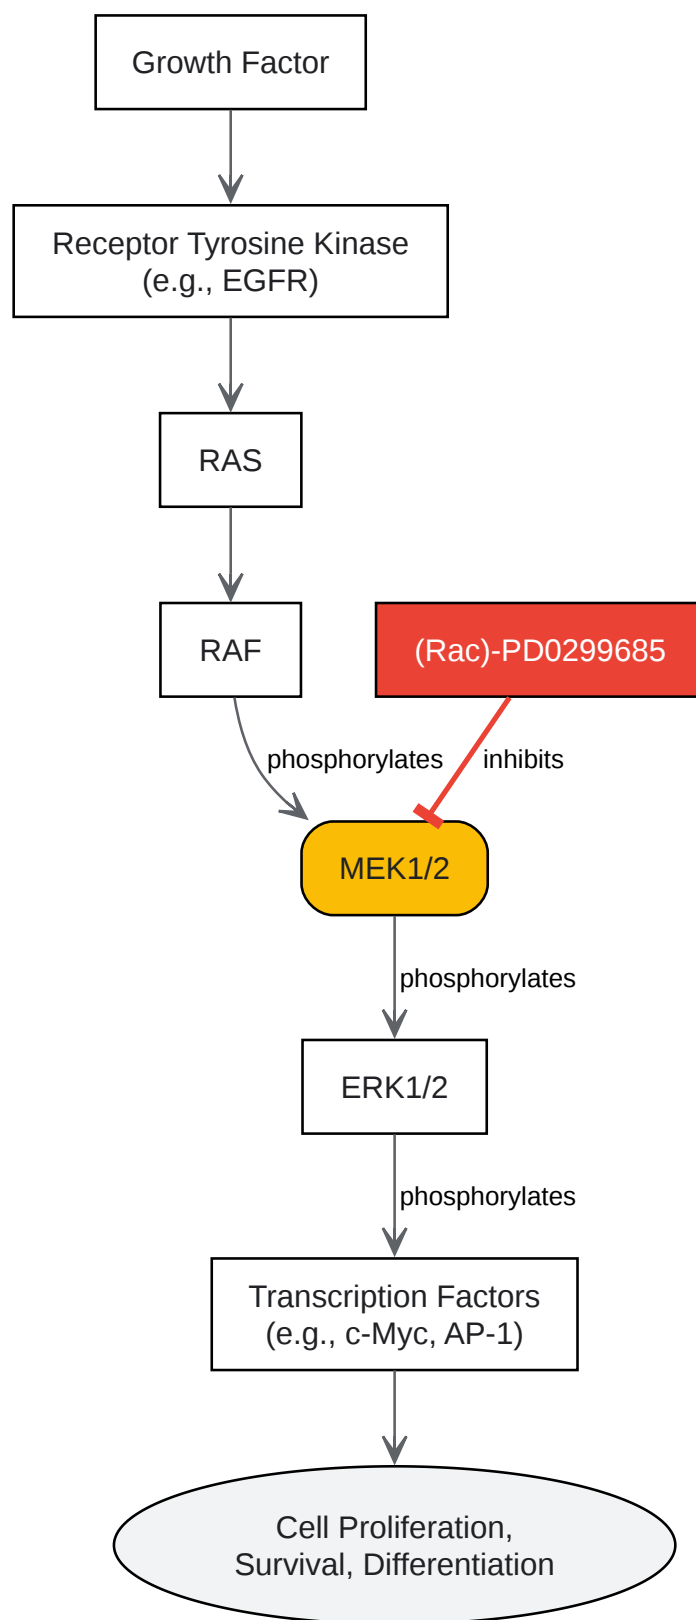 Growth Factor
Receptor Tyrosine Kinase
(e.g., EGFR)
RAS
RAF
(Rac)-PD0299685
phosphorylates
inhibits
MEK1/2
phosphorylates
ERK1/2
phosphorylates
Transcription Factors
(e.g., c-Myc, AP-1)
Cell Proliferation,
Survival, Differentiation